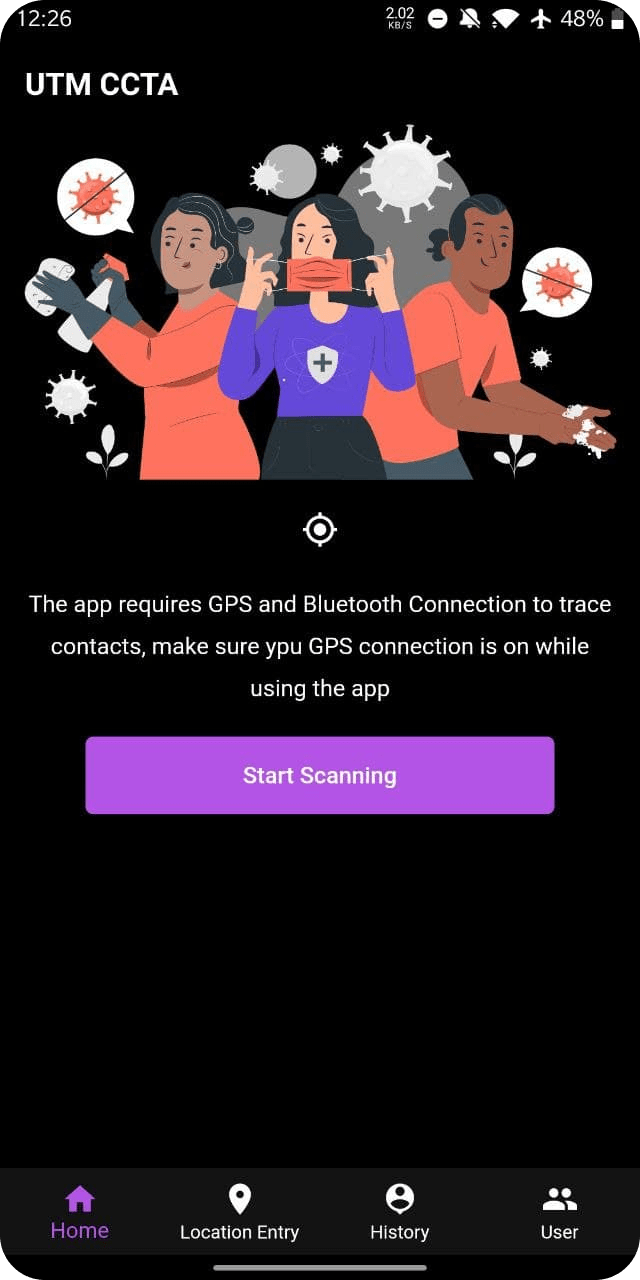 12:26
2.02
KB/S
48%
UTM CCTA
The app requires GPS and Bluetooth Connection to trace
contacts, make sure ypu GPS connection is on while
using the app
Start Scanning
Home
Location Entry
History
User